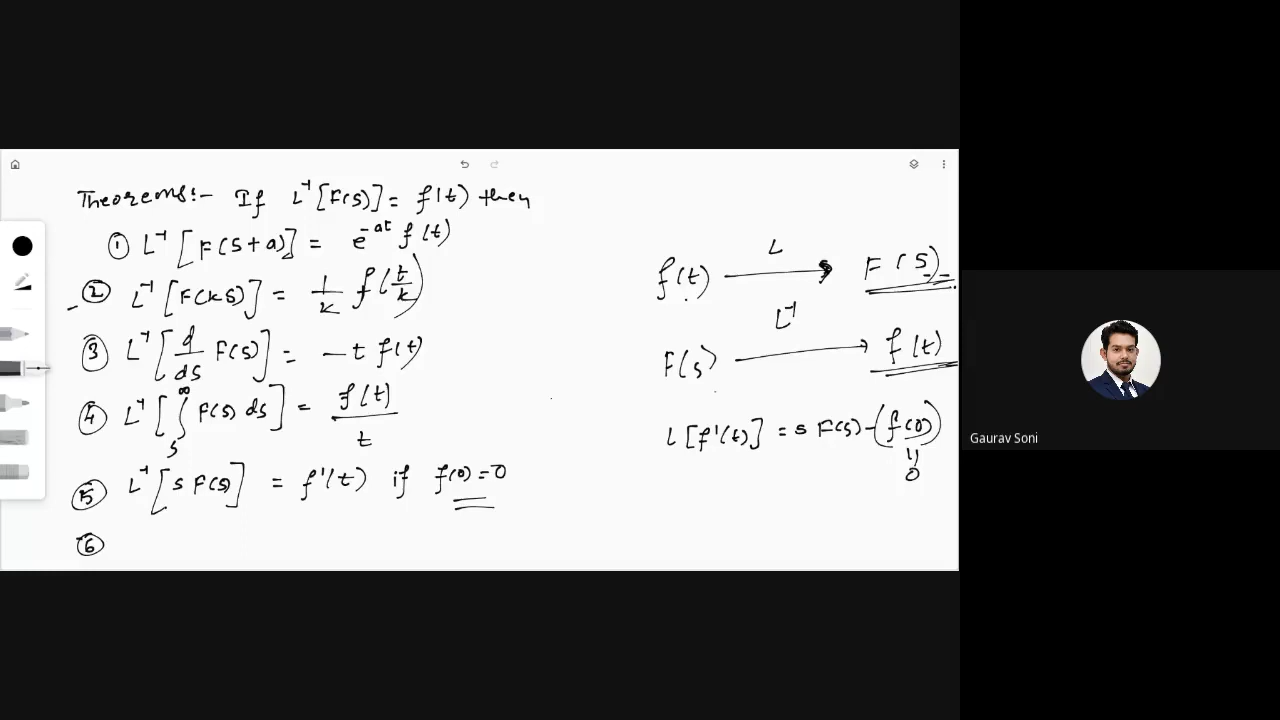 Theorems:- If L⁻¹[F(s)] = f(t) then
① L⁻¹[F(s+a)] = e^-at f(t)
② L⁻¹[F(ks)] = 1/k f(t/k)
③ L⁻¹[d/ds F(s)] = -t f(t)
④ L⁻¹[∫_s^∞ F(s) ds] = f(t)/t
⑤ L⁻¹[s F(s)] = f'(t) if f(0) = 0
⑥
f(t) —L→ F(s)
F(s) —L⁻¹→ f(t)
L[f'(t)] = s F(s) - (f(0))
||
0
Gaurav Soni